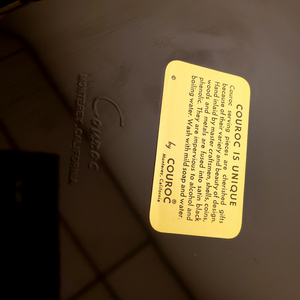 COUROC IS UNIQUE
Couroc serving pieces are cherished gifts
because of their variety and beauty of design.
Hand inlaid by master craftsmen, shells, coins,
woods and metals are fused into satin black
phenolic. They are impervious to alcohol and
boiling water. Wash with mild soap and water.
by COUROC®
Monterey, California
©
Couroc
MONTEREY, CALIFORNIA